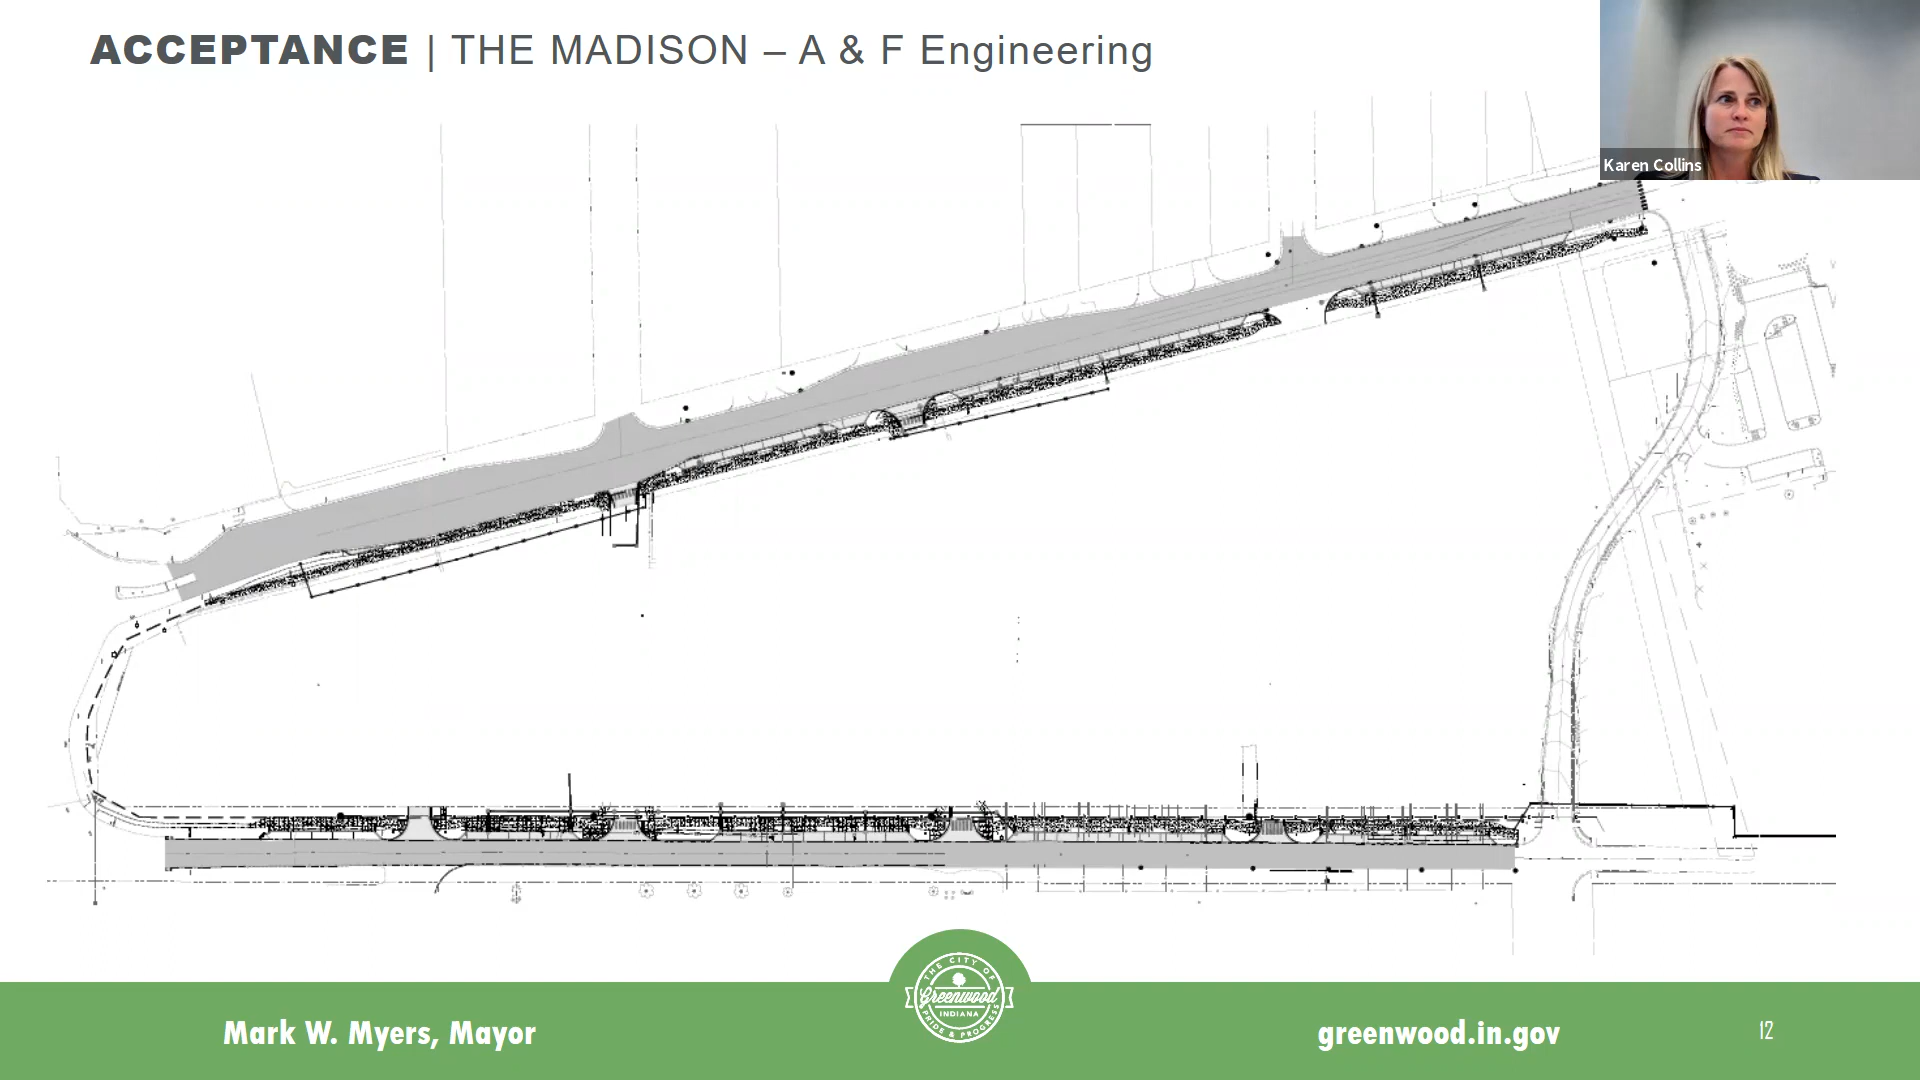 ACCEPTANCE | THE MADISON – A & F Engineering
Karen Collins
THE CITY OF
Greenwood
INDIANA
PRIDE & PROGRESS
Mark W. Myers, Mayor
greenwood.in.gov
12